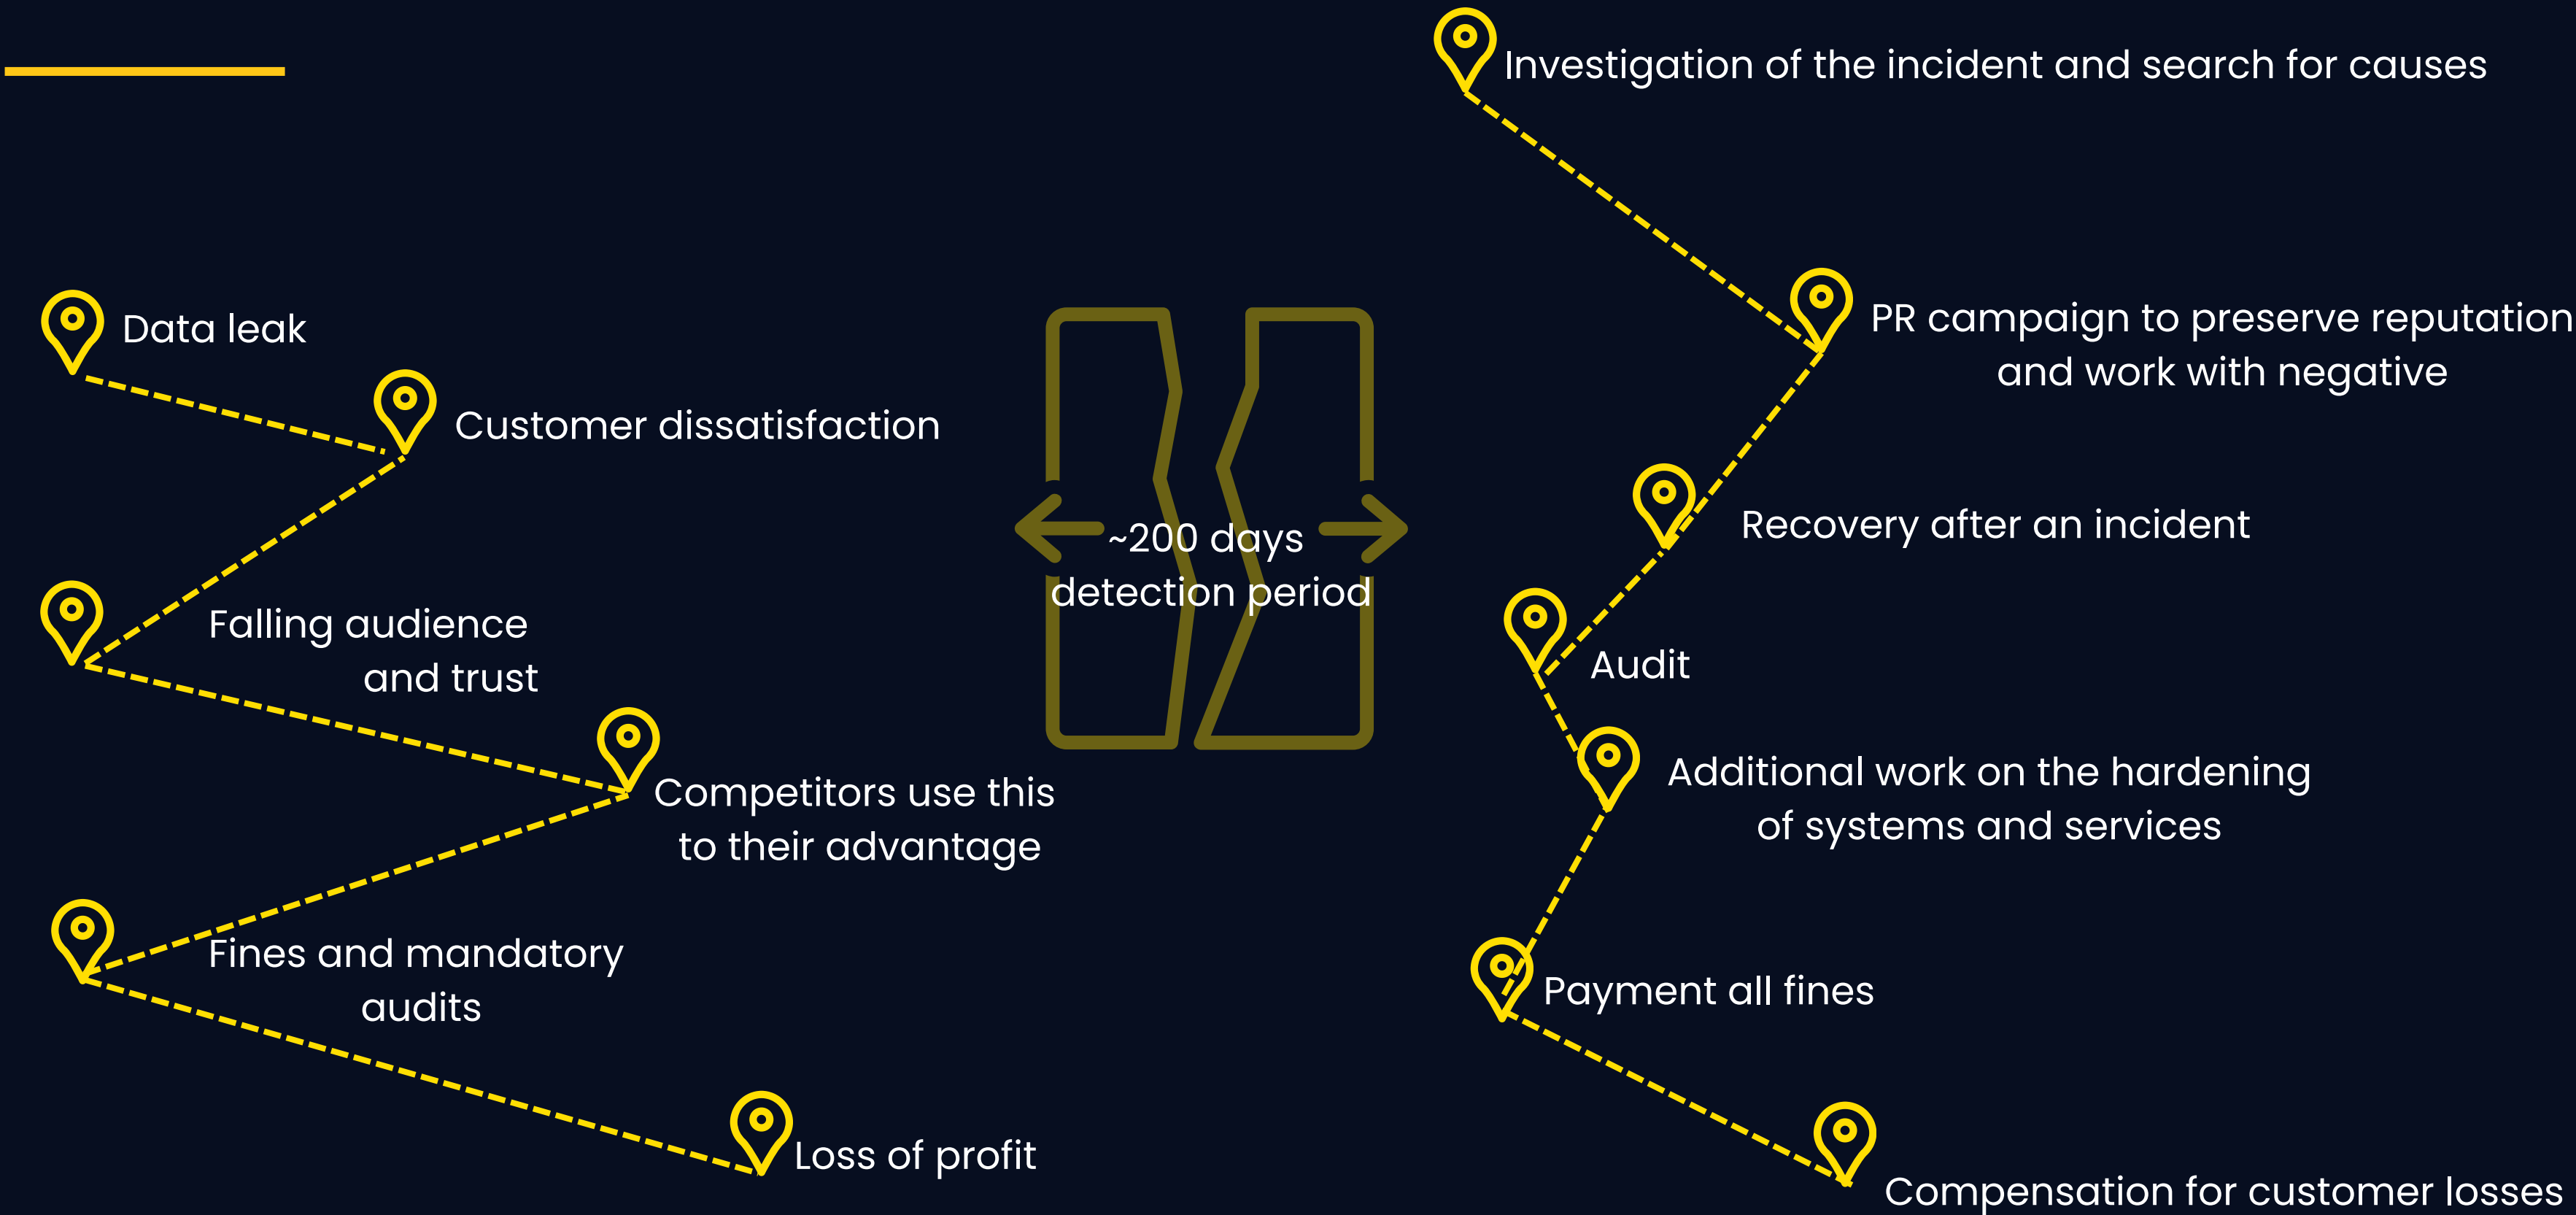 Data leak
Customer dissatisfaction
Falling audience
and trust
Competitors use this
to their advantage
Fines and mandatory
audits
Loss of profit
~200 days
detection period
Investigation of the incident and search for causes
PR campaign to preserve reputation
and work with negative
Recovery after an incident
Audit
Additional work on the hardening
of systems and services
Payment all fines
Compensation for customer losses